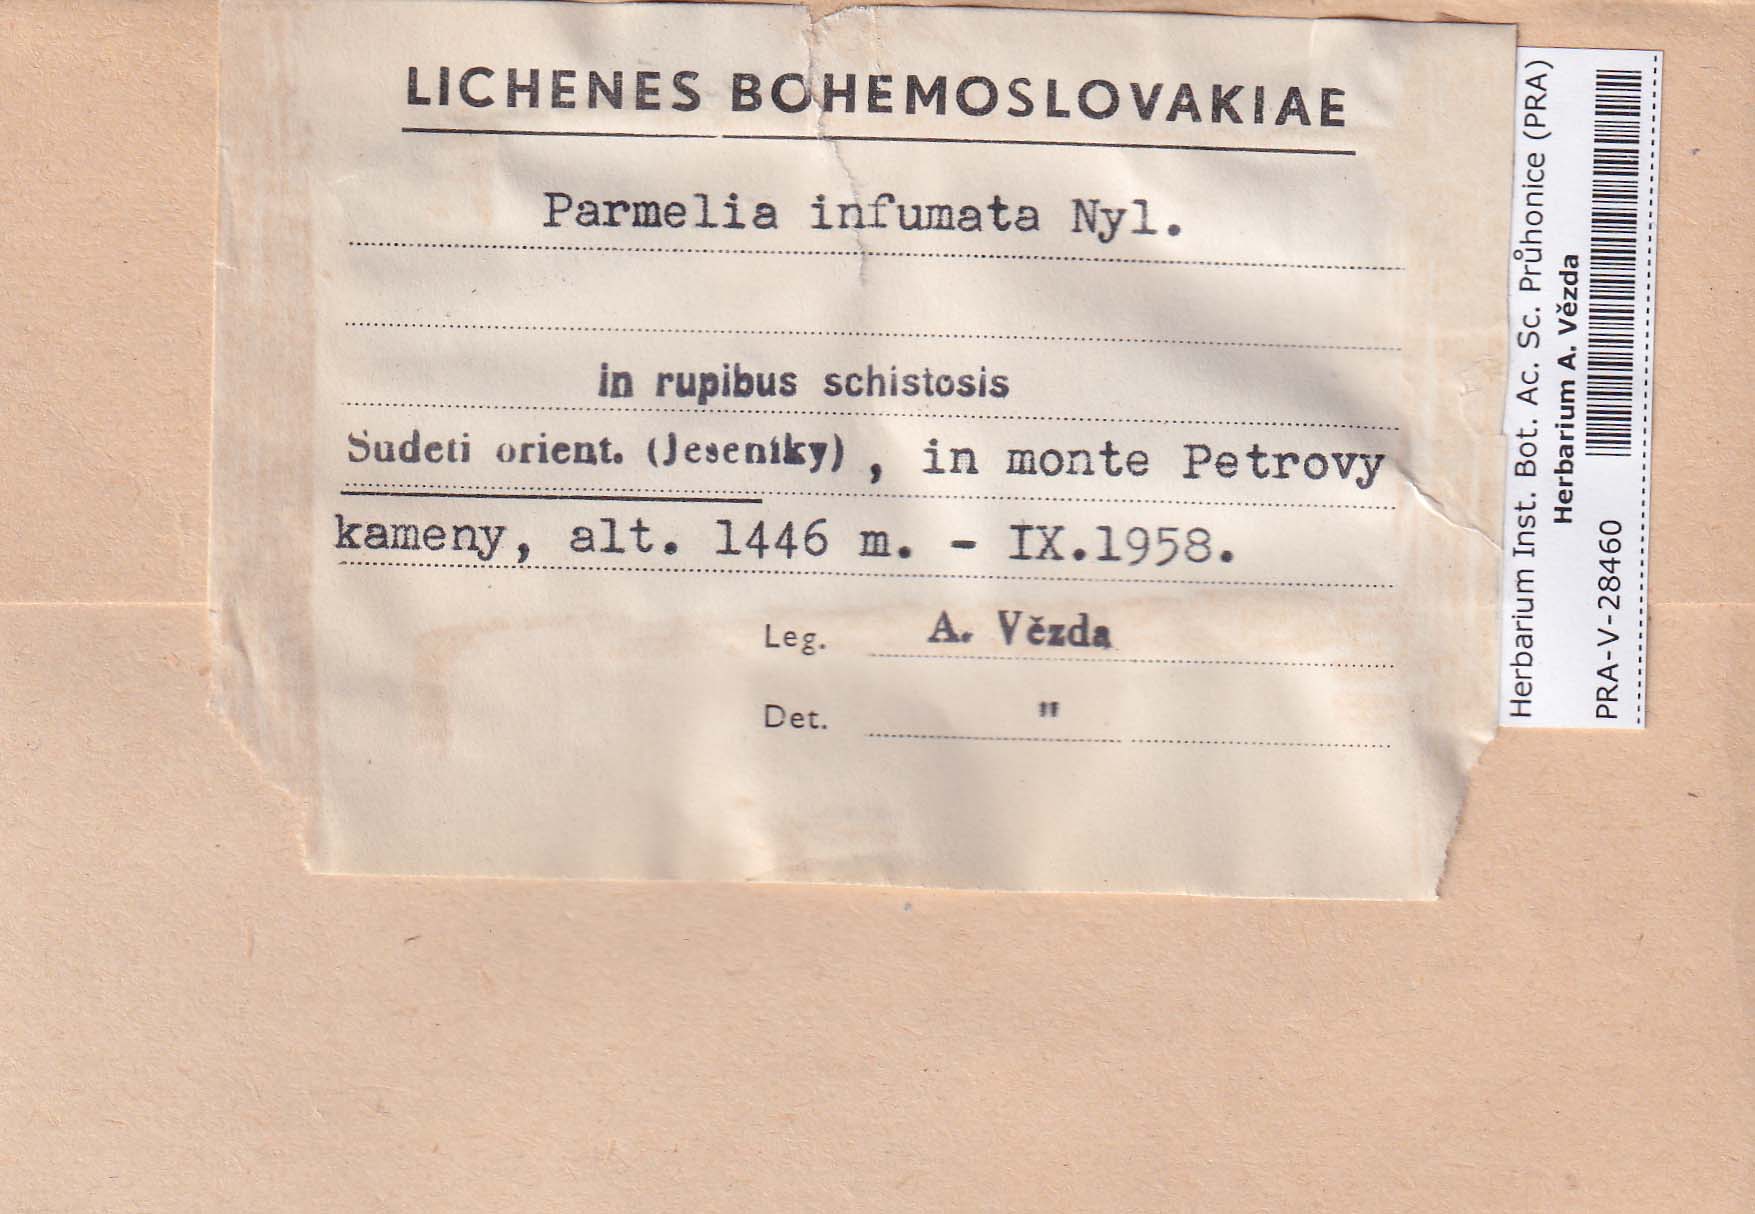 LICHENES BOHEMOSLOVAKIAE
Parmelia infumata Nyl.
in rupibus schistosis
Sudeti orient. (Jeseníky), in monte Petrovy
kameny, alt. 1446 m. - IX.1958.
Leg. A. Vězda
Det. "
Herbarium Inst. Bot. Ac. Sc. Průhonice (PRA)
Herbarium A. Vězda
PRA-V-28460